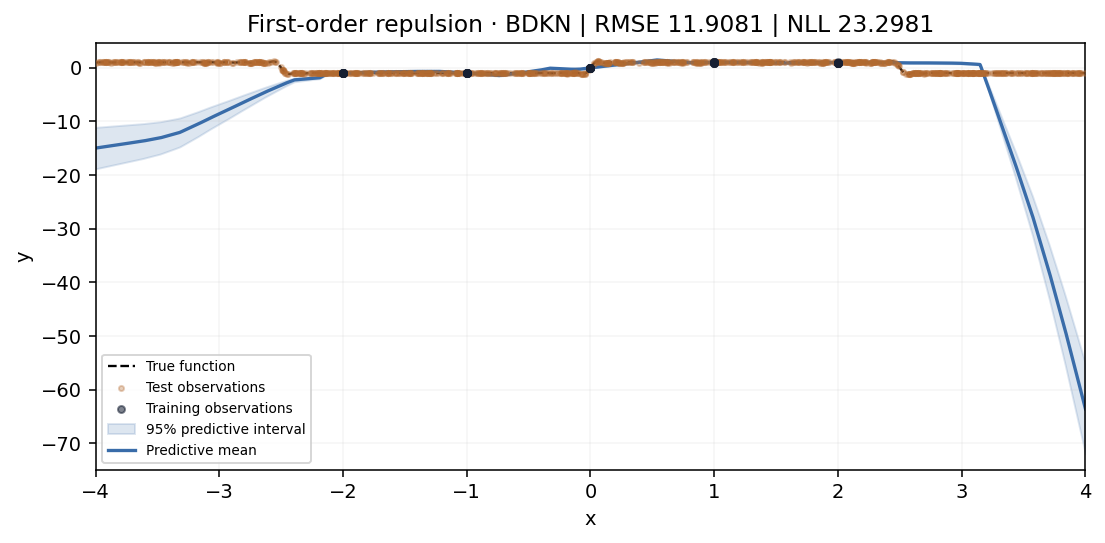 First-order repulsion · BDKN | RMSE 11.9081 | NLL 23.2981
0
−10
−20
−30
−40
−50
−60
−70
y
True function
Test observations
Training observations
95% predictive interval
Predictive mean
−4
−3
−2
−1
0
1
2
3
4
x